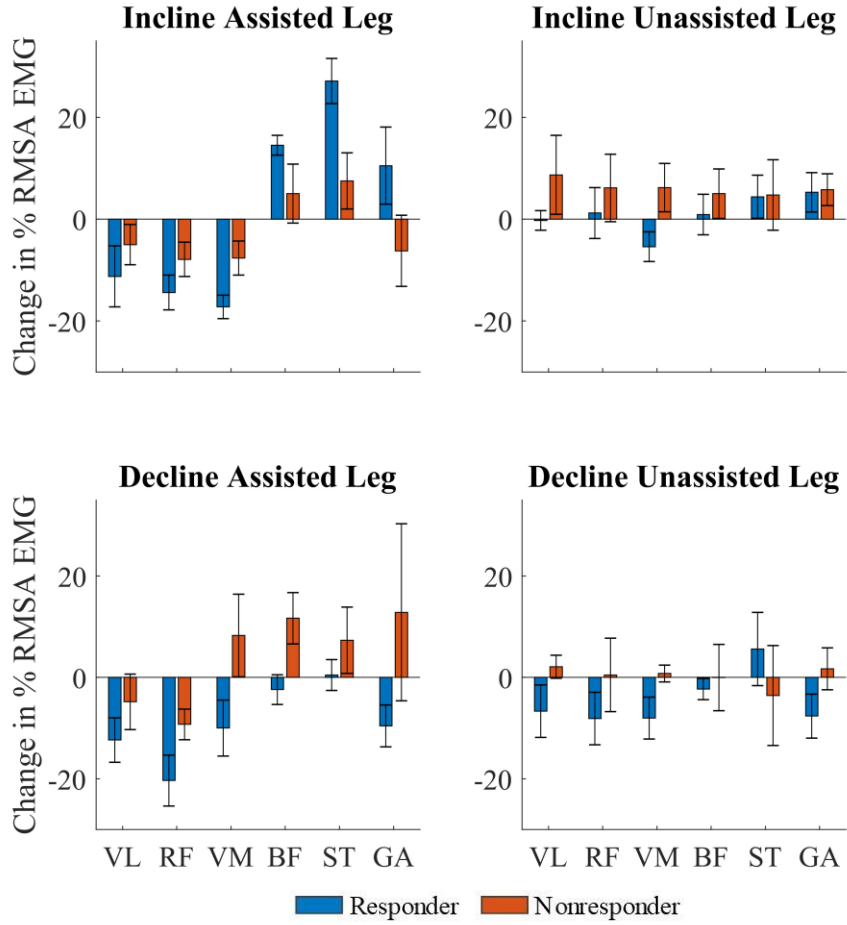 Incline Assisted Leg
Incline Unassisted Leg
Change in % RMSA EMG
20
0
-20
20
0
-20
Decline Assisted Leg
Decline Unassisted Leg
Change in % RMSA EMG
20
0
-20
VL RF VM BF ST GA
20
0
-20
VL RF VM BF ST GA
Responder Nonresponder